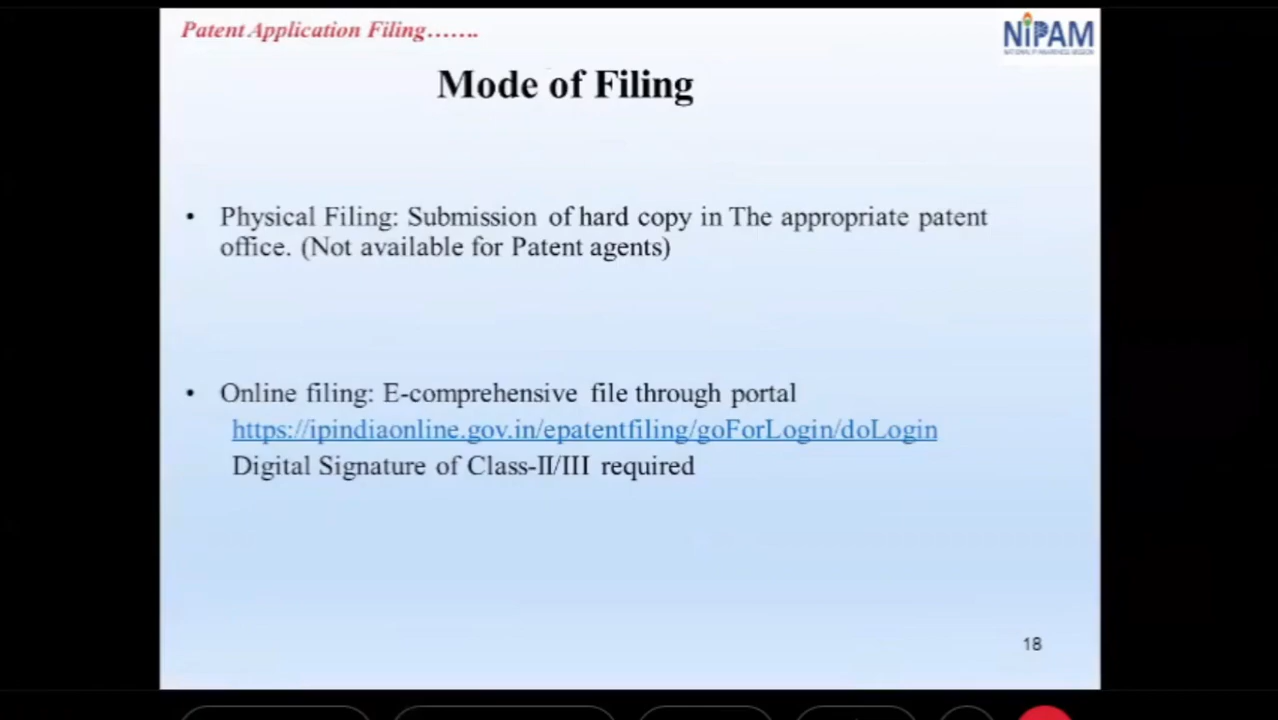 Patent Application Filing…….
NiPAM
Mode of Filing
• Physical Filing: Submission of hard copy in The appropriate patent
office. (Not available for Patent agents)
• Online filing: E-comprehensive file through portal
https://ipindiaonline.gov.in/epatentfiling/goForLogin/doLogin
Digital Signature of Class-II/III required
18